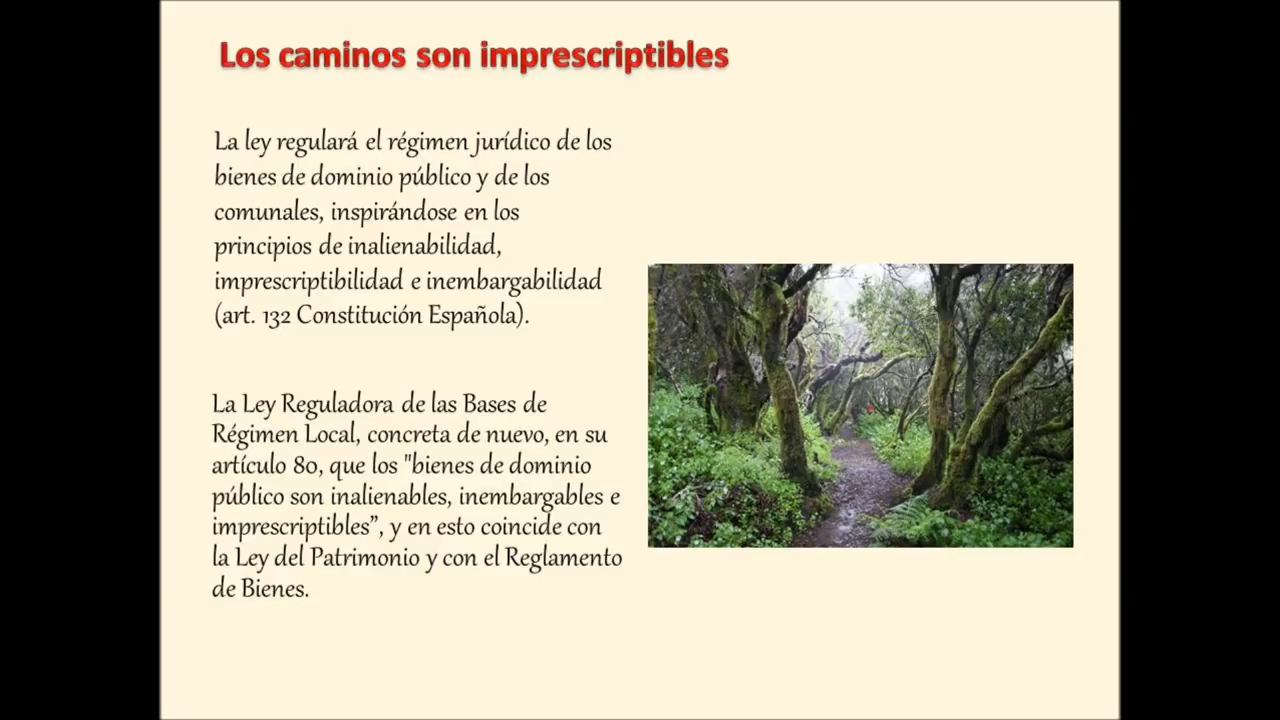 Los caminos son imprescriptibles
La ley regulará el régimen jurídico de los
bienes de dominio público y de los
comunales, inspirándose en los
principios de inalienabilidad,
imprescriptibilidad e inembargabilidad
(art. 132 Constitución Española).
La Ley Reguladora de las Bases de
Régimen Local, concreta de nuevo, en su
artículo 80, que los "bienes de dominio
público son inalienables, inembargables e
imprescriptibles”, y en esto coincide con
la Ley del Patrimonio y con el Reglamento
de Bienes.